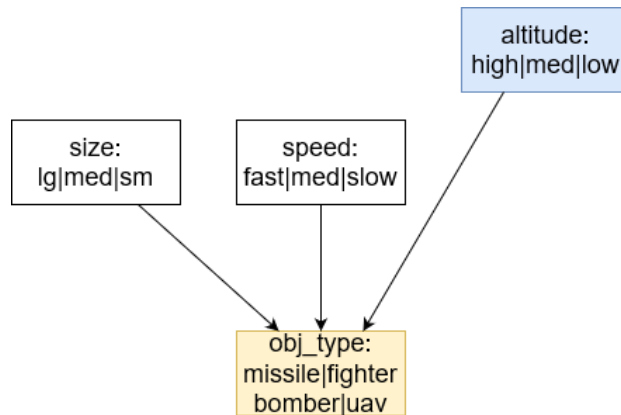 altitude:
high|med|low
size:
lg|med|sm
speed:
fast|med|slow
obj_type:
missile|fighter
bomber|uav